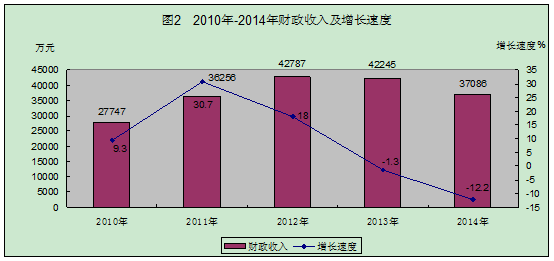 图2 2010年-2014年财政收入及增长速度
万元 增长速度%
45000 40000 35000 30000 25000 20000 15000 10000 5000 0
27747 36256 42787 42245 37086
9.3 30.7 18 -1.3 -12.2
35 30 25 20 15 10 5 0 -5 -10 -15
2010年 2011年 2012年 2013年 2014年
财政收入 增长速度